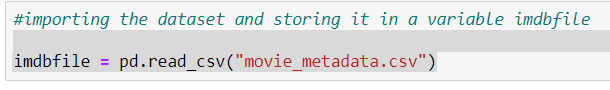 #importing the dataset and storing it in a variable imdbfile
imdbfile = pd.read_csv("movie_metadata.csv")